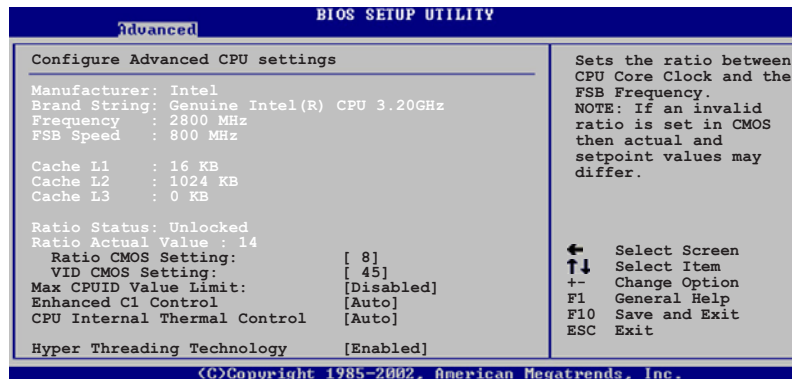 BIOS SETUP UTILITY
Advanced
Configure Advanced CPU settings
Manufacturer: Intel
Brand String: Genuine Intel(R) CPU 3.20GHz
Frequency : 2800 MHz
FSB Speed : 800 MHz
Cache L1 : 16 KB
Cache L2 : 1024 KB
Cache L3 : 0 KB
Ratio Status: Unlocked
Ratio Actual Value : 14
Ratio CMOS Setting: [ 8]
VID CMOS Setting: [ 45]
Max CPUID Value Limit: [Disabled]
Enhanced C1 Control [Auto]
CPU Internal Thermal Control [Auto]
Hyper Threading Technology [Enabled]
Sets the ratio between
CPU Core Clock and the
FSB Frequency.
NOTE: If an invalid
ratio is set in CMOS
then actual and
setpoint values may
differ.
← Select Screen
↑↓ Select Item
+- Change Option
F1 General Help
F10 Save and Exit
ESC Exit
(C)Copyright 1985-2002, American Megatrends, Inc.